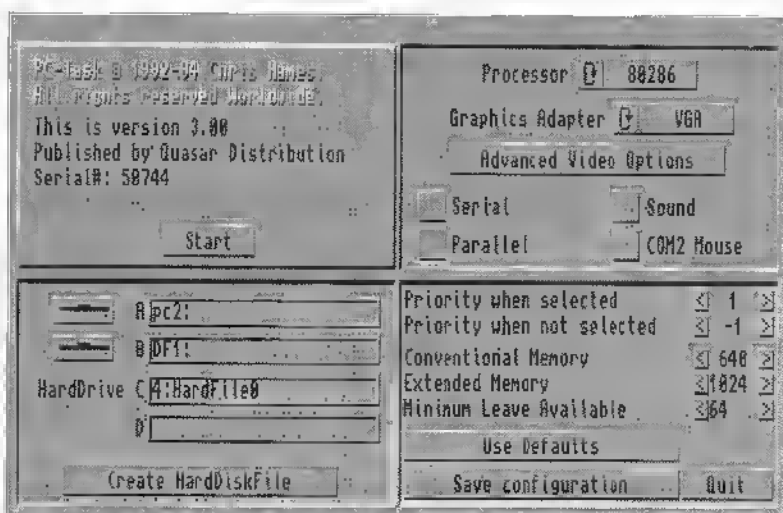 PC-Task © 1992-94 Chris Hames.
All rights reserved Worldwide.
This is version 3.00
Published by Quasar Distribution
Serial#: 50744
Start
Processor 80286
Graphics Adapter VGA
Advanced Video Options
Serial
Sound
Parallel
COM2 Mouse
A pc2:
B DF1:
HardDrive C 4:HardFile0
D
Create HardDiskFile
Priority when selected < 1 >
Priority when not selected < -1 >
Conventional Memory < 640 >
Extended Memory < 1024 >
Minimum Leave Available < 64 >
Use Defaults
Save configuration
Quit